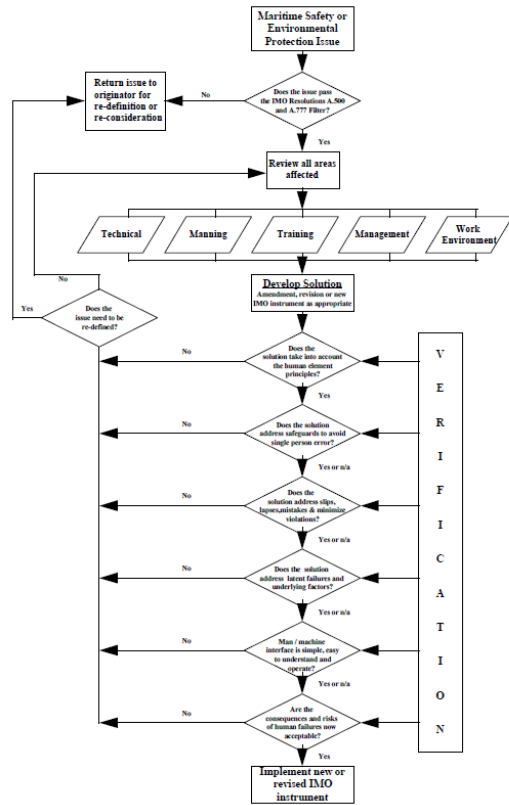 Maritime Safety or
Environmental
Protection Issue
Return issue to
originator for
re-definition or
re-consideration
No
Does the issue pass
the IMO Resolutions A.500
and A.777 Filter?
Yes
Review all areas
affected
Technical
Manning
Training
Management
Work
Environment
Develop Solution
Amendment, revision or new
IMO instrument as appropriate
No
Yes
Does the
issue need to be
re-defined?
Does the
solution take into account
the human element
principles?
No
Yes
Does the solution
address safeguards to avoid
single person error?
No
Yes or n/a
Does the
solution address slips,
lapses,mistakes & minimize
violations?
No
Yes or n/a
Does the solution
address latent failures and
underlying factors?
No
Yes or n/a
Man / machine
interface is simple, easy
to understand and
operate?
No
Yes or n/a
Are the
consequences and risks
of human failures now
acceptable?
No
Yes
Implement new or
revised IMO
instrument
V
E
R
I
F
I
C
A
T
I
O
N